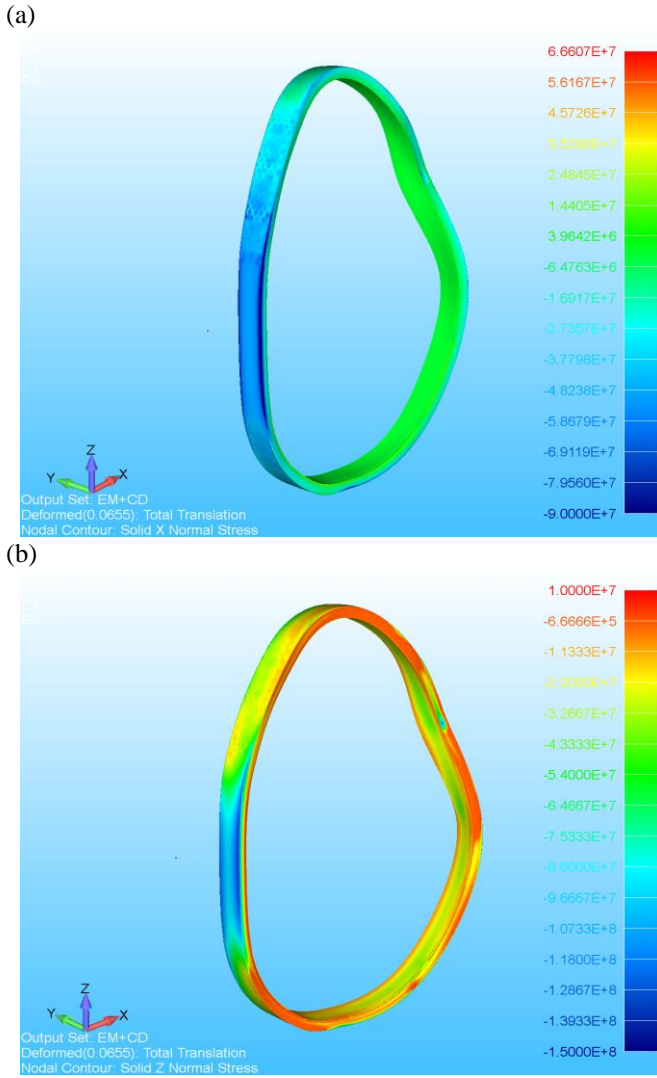 (a)
6.6607E+7
5.6167E+7
4.5726E+7
3.5286E+7
2.4845E+7
1.4405E+7
3.9642E+6
-6.4763E+6
-1.6917E+7
-2.7357E+7
-3.7798E+7
-4.8238E+7
-5.8679E+7
-6.9119E+7
-7.9560E+7
-9.0000E+7
Z
Y
X
Output Set: EM+CD
Deformed(0.0655): Total Translation
Nodal Contour: Solid X Normal Stress
(b)
1.0000E+7
-6.6666E+5
-1.1333E+7
-2.2000E+7
-3.2667E+7
-4.3333E+7
-5.4000E+7
-6.4667E+7
-7.5333E+7
-8.6000E+7
-9.6667E+7
-1.0733E+8
-1.1800E+8
-1.2867E+8
-1.3933E+8
-1.5000E+8
Z
Y
X
Output Set: EM+CD
Deformed(0.0655): Total Translation
Nodal Contour: Solid Z Normal Stress